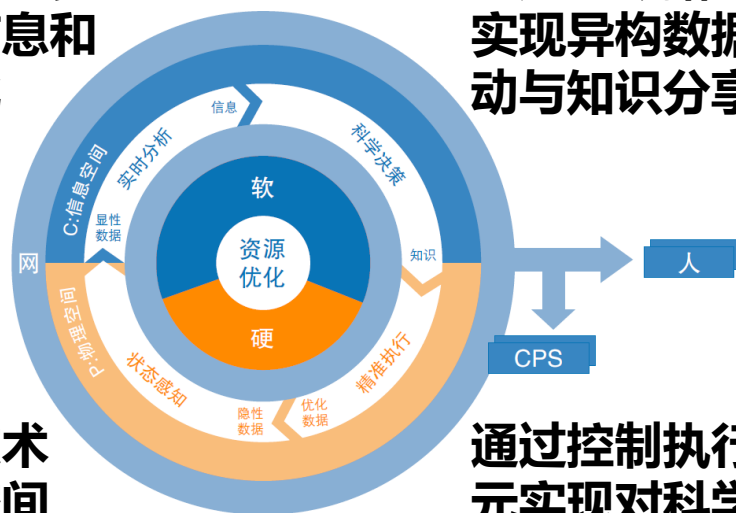 息和
实现异构数据
动与知识分享
信息
C:信息空间
实时分析
科学决策
显性
数据
软
网
资源
优化
知识
人
硬
P:物理空间
状态感知
精准执行
隐性
数据
优化
数据
CPS
术
间
通过控制执行
元实现对科学